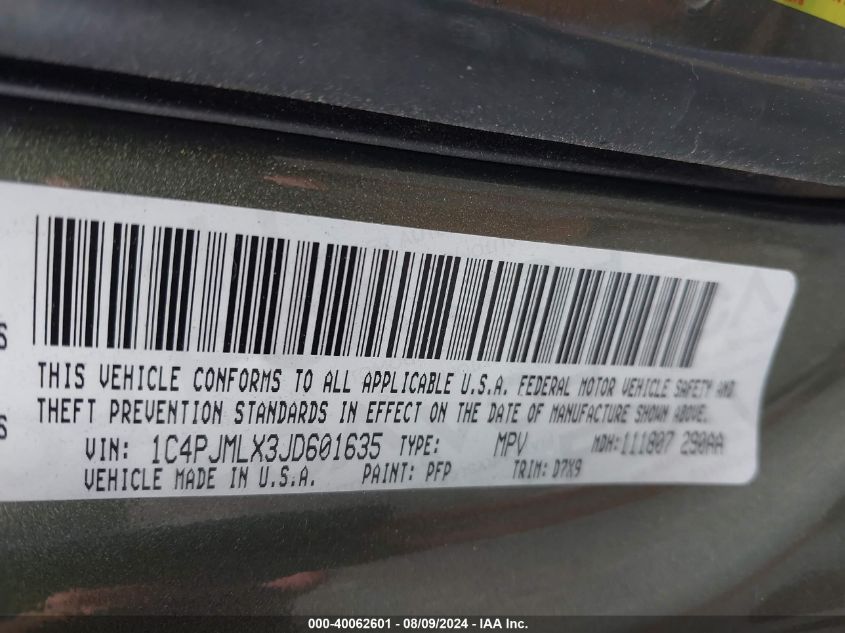 THIS VEHICLE CONFORMS TO ALL APPLICABLE U.S.A. FEDERAL MOTOR VEHICLE SAFETY AND
THEFT PREVENTION STANDARDS IN EFFECT ON THE DATE OF MANUFACTURE SHOWN ABOVE.
VIN: 1C4PJMLX3JD601635 TYPE: MPV MDH:111807 290AA
VEHICLE MADE IN U.S.A. PAINT: PFP TRIM: D7X9
S
S
000-40062601 - 08/09/2024 - IAA Inc.